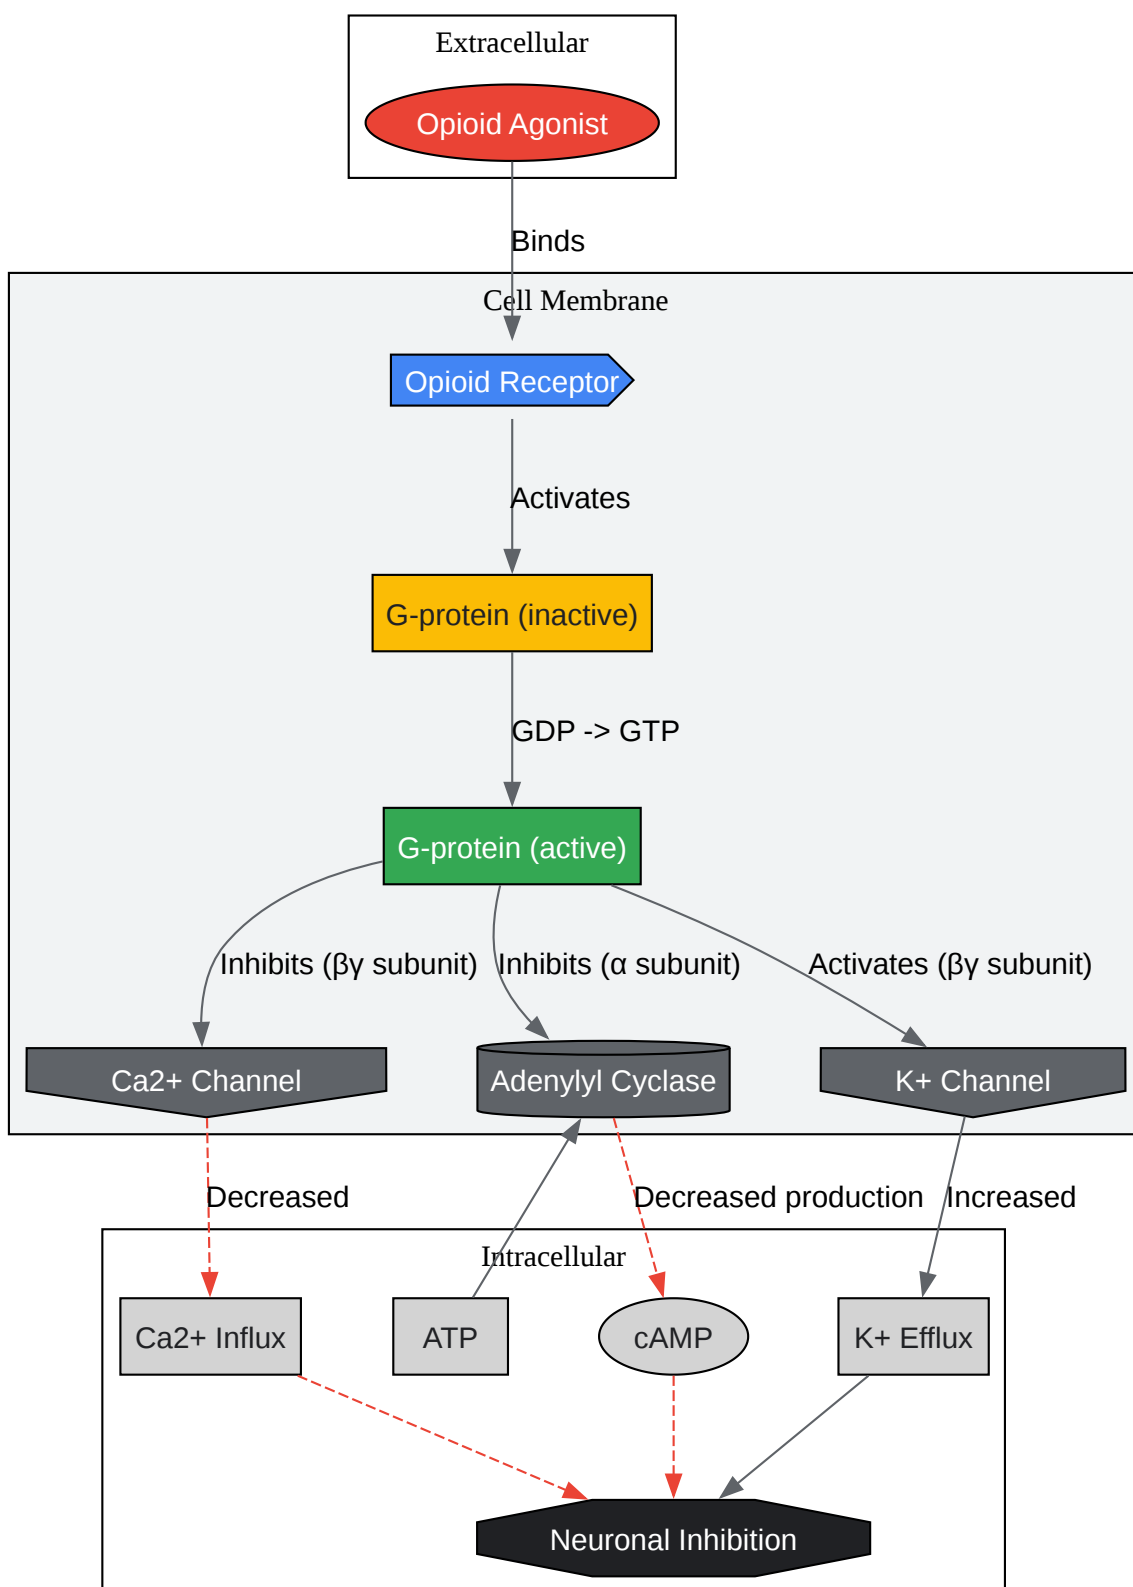 Extracellular
Opioid Agonist
Binds
Cell Membrane
Opioid Receptor
Activates
G-protein (inactive)
GDP -> GTP
G-protein (active)
Inhibits (βγ subunit)
Inhibits (α subunit)
Activates (βγ subunit)
Ca2+ Channel
Adenylyl Cyclase
K+ Channel
Decreased
Decreased production
Increased
Intracellular
Ca2+ Influx
ATP
cAMP
K+ Efflux
Neuronal Inhibition